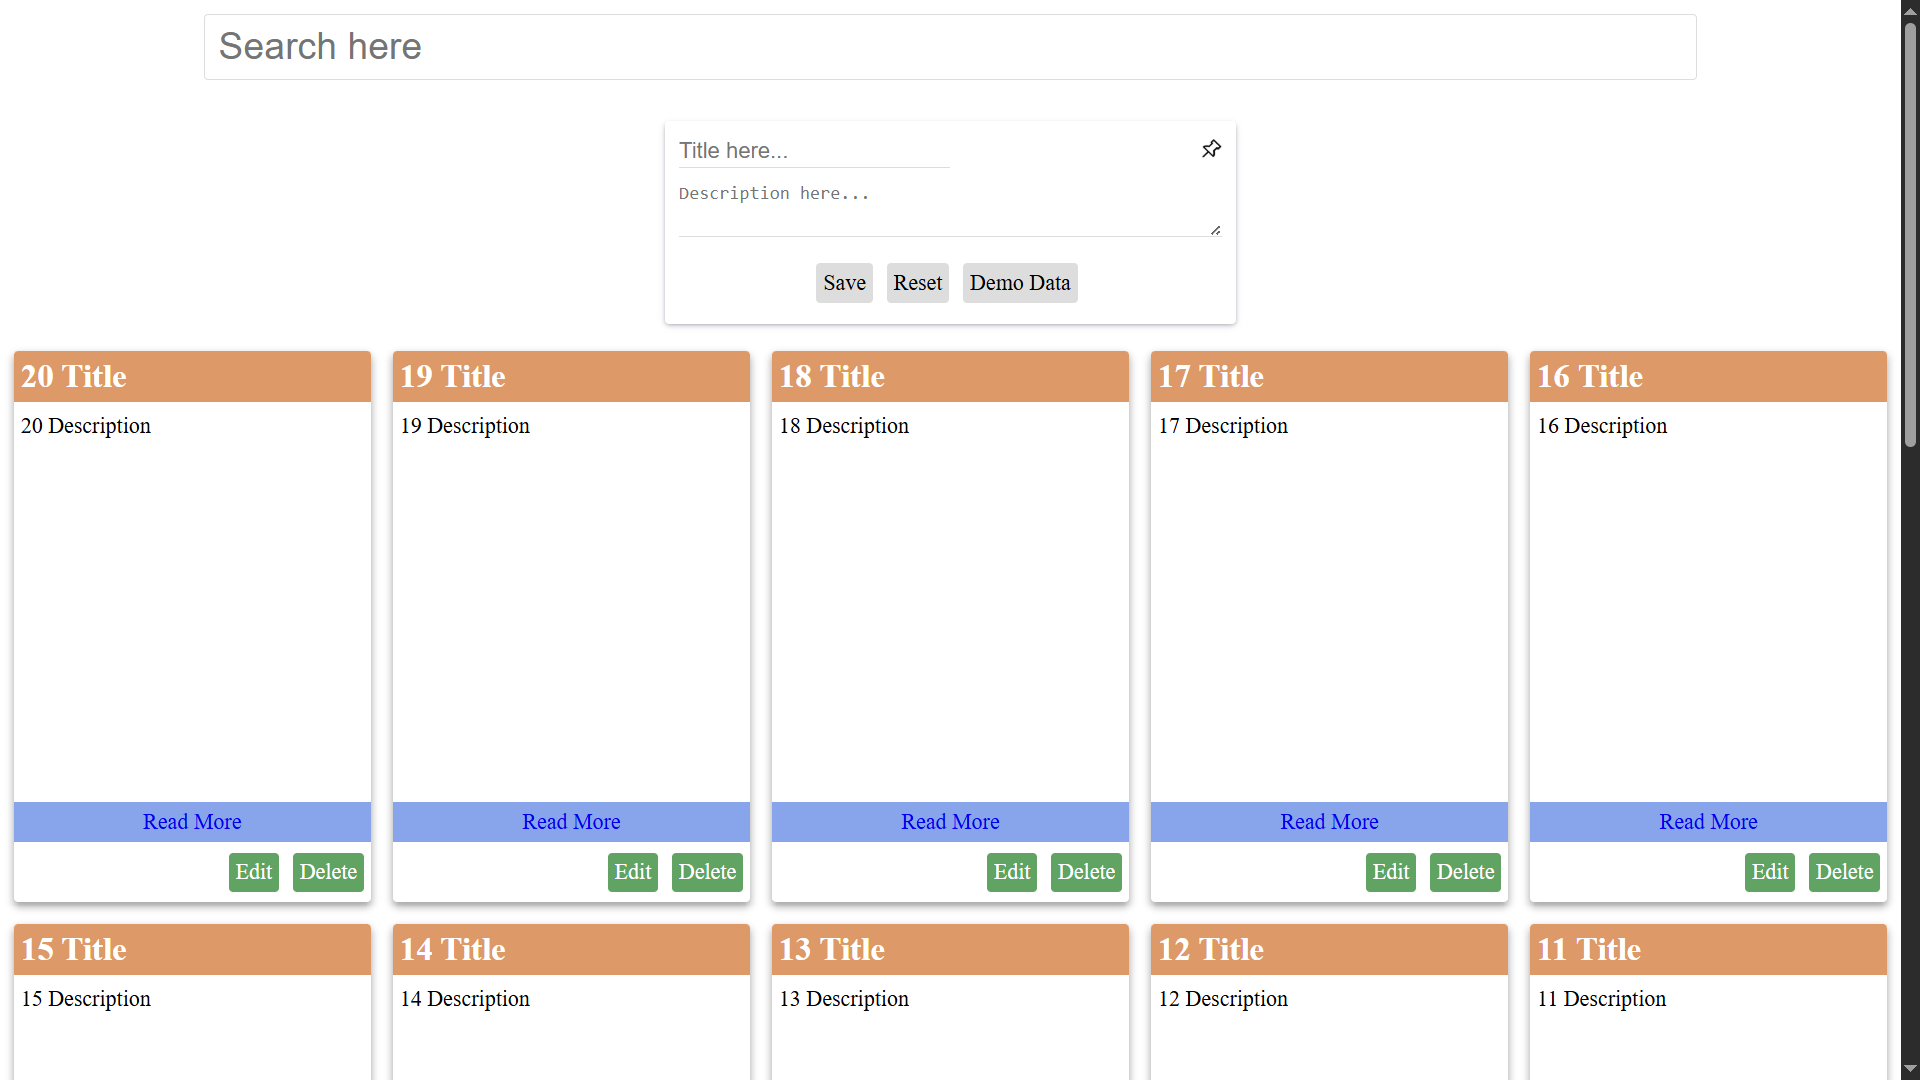 Search here
Title here...
Description here...
Save Reset Demo Data
20 Title 19 Title 18 Title 17 Title 16 Title
20 Description 19 Description 18 Description 17 Description 16 Description
Read More Read More Read More Read More Read More
Edit Delete Edit Delete Edit Delete Edit Delete Edit Delete
15 Title 14 Title 13 Title 12 Title 11 Title
15 Description 14 Description 13 Description 12 Description 11 Description